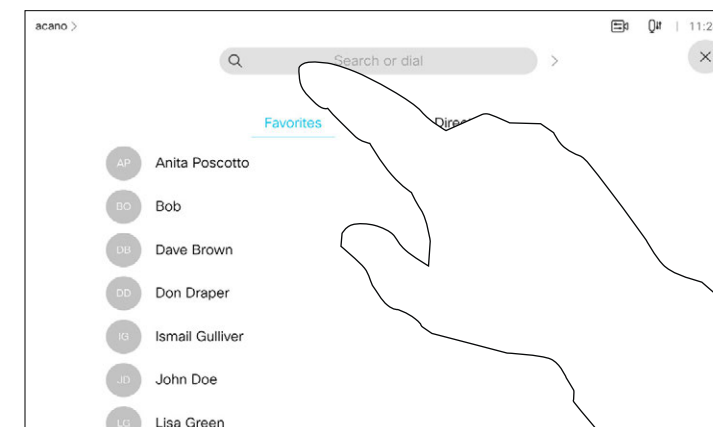 acano >
11:2
Search or dial
Favorites Direc
AP Anita Poscotto
BO Bob
DB Dave Brown
DD Don Draper
IG Ismail Gulliver
JD John Doe
LG Lisa Green